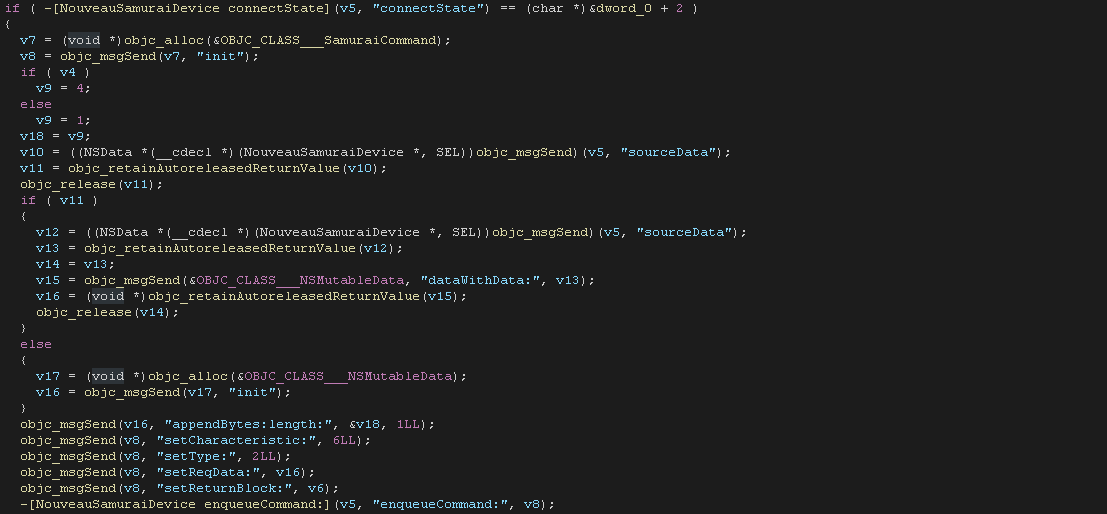 if ( -[NouveauSamuraiDevice connectState](v5, "connectState") == (char *)&dword_0 + 2 )
{
  v7 = (void *)objc_alloc(&OBJC_CLASS___SamuraiCommand);
  v8 = objc_msgSend(v7, "init");
  if ( v4 )
    v9 = 4;
  else
    v9 = 1;
  v18 = v9;
  v10 = ((NSData *(__cdecl *)(NouveauSamuraiDevice *, SEL))objc_msgSend)(v5, "sourceData");
  v11 = objc_retainAutoreleasedReturnValue(v10);
  objc_release(v11);
  if ( v11 )
  {
    v12 = ((NSData *(__cdecl *)(NouveauSamuraiDevice *, SEL))objc_msgSend)(v5, "sourceData");
    v13 = objc_retainAutoreleasedReturnValue(v12);
    v14 = v13;
    v15 = objc_msgSend(&OBJC_CLASS___NSMutableData, "dataWithData:", v13);
    v16 = (void *)objc_retainAutoreleasedReturnValue(v15);
    objc_release(v14);
  }
  else
  {
    v17 = (void *)objc_alloc(&OBJC_CLASS___NSMutableData);
    v16 = objc_msgSend(v17, "init");
  }
  objc_msgSend(v16, "appendBytes:length:", &v18, 1LL);
  objc_msgSend(v8, "setCharacteristic:", 6LL);
  objc_msgSend(v8, "setType:", 2LL);
  objc_msgSend(v8, "setReqData:", v16);
  objc_msgSend(v8, "setReturnBlock:", v6);
  -[NouveauSamuraiDevice enqueueCommand:](v5, "enqueueCommand:", v8);